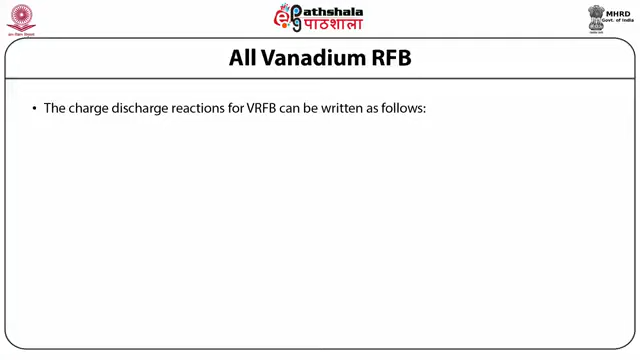 ePathshala
पाठशाला
MHRD
Govt. of India
All Vanadium RFB
• The charge discharge reactions for VRFB can be written as follows: